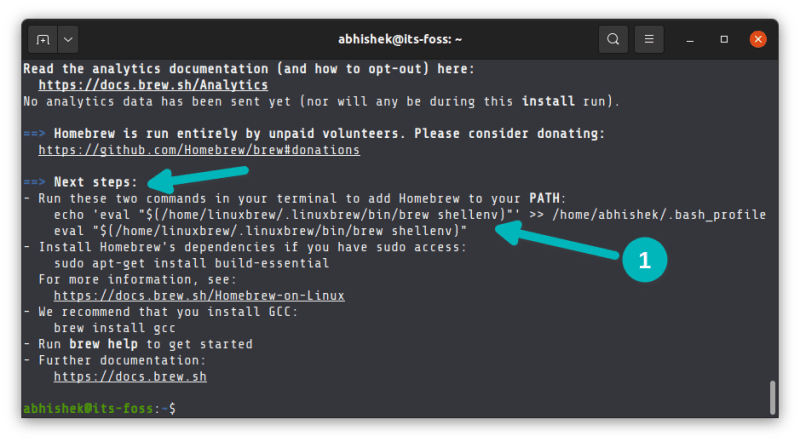 abhishek@its-foss: ~
Read the analytics documentation (and how to opt-out) here:
https://docs.brew.sh/Analytics
No analytics data has been sent yet (nor will any be during this install run).
==> Homebrew is run entirely by unpaid volunteers. Please consider donating:
https://github.com/Homebrew/brew#donations
==> Next steps:
- Run these two commands in your terminal to add Homebrew to your PATH:
echo 'eval "$(/home/linuxbrew/.linuxbrew/bin/brew shellenv)"' >> /home/abhishek/.bash_profile
eval "$(/home/linuxbrew/.linuxbrew/bin/brew shellenv)"
- Install Homebrew's dependencies if you have sudo access:
sudo apt-get install build-essential
1
For more information, see:
https://docs.brew.sh/Homebrew-on-Linux
- We recommend that you install GCC:
brew install gcc
- Run brew help to get started
- Further documentation:
https://docs.brew.sh
abhishek@its-foss:~$